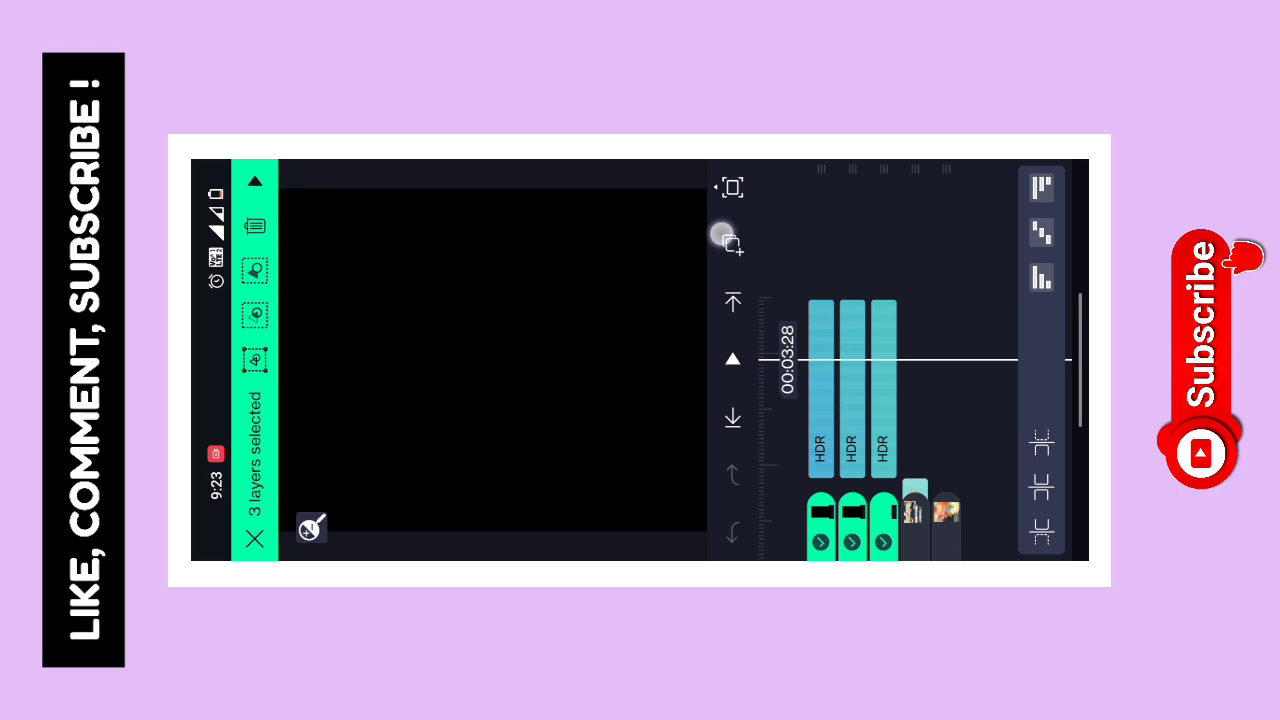 LIKE, COMMENT, SUBSCRIBE !
9:23
3 layers selected
00:03:28
HDR
HDR
HDR
Subscribe